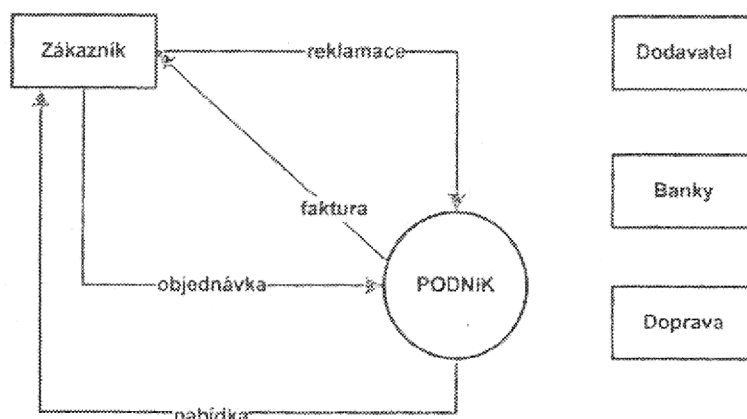 Zákazník
reklamace
Dodavatel
faktura
Banky
objednávka
PODNiK
Doprava
nabídka